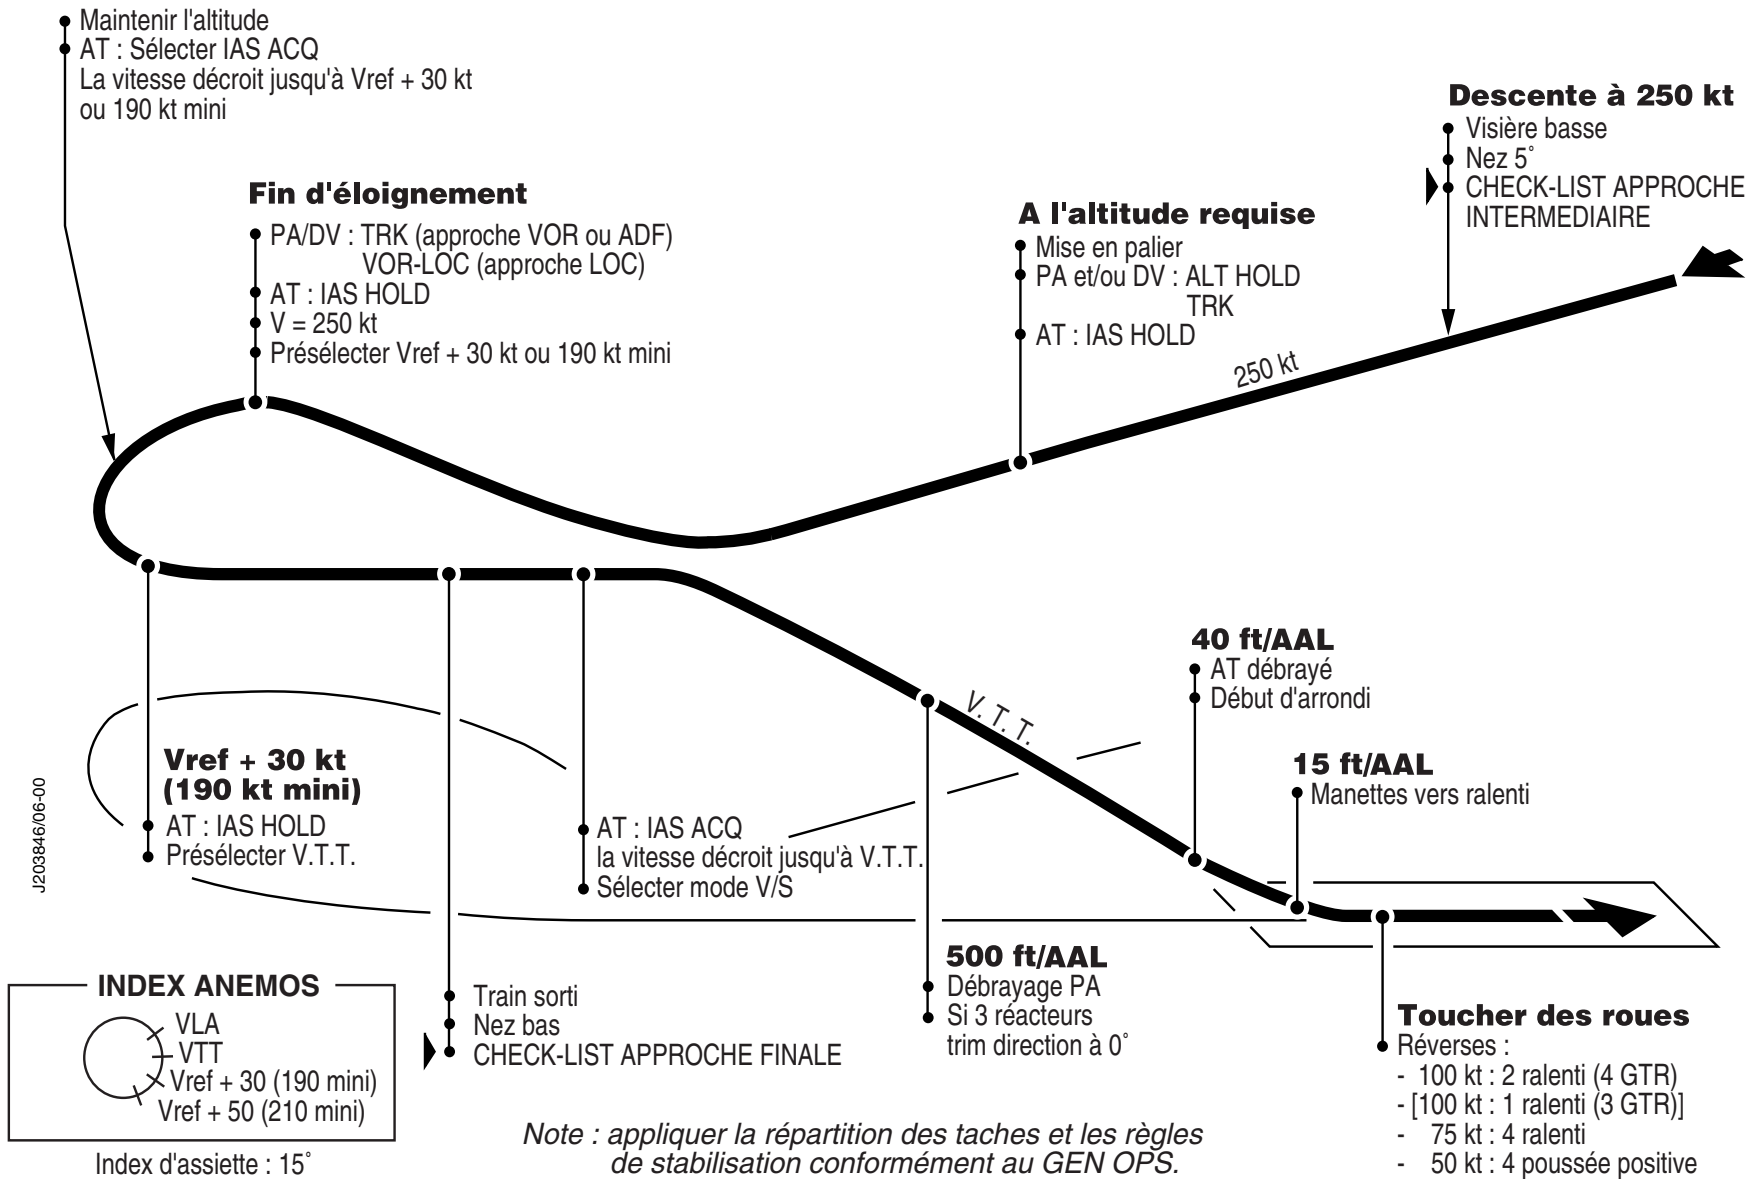 Maintenir l'altitude
AT : Sélecter IAS ACQ
La vitesse décroit jusqu'à Vref + 30 kt
ou 190 kt mini
Descente à 250 kt
Visière basse
Nez 5°
CHECK-LIST APPROCHE
INTERMEDIAIRE
Fin d'éloignement
PA/DV : TRK (approche VOR ou ADF)
VOR-LOC (approche LOC)
AT : IAS HOLD
V = 250 kt
Présélecter Vref + 30 kt ou 190 kt mini
A l'altitude requise
Mise en palier
PA et/ou DV : ALT HOLD
TRK
AT : IAS HOLD
250 kt
V. T. T.
40 ft/AAL
AT débrayé
Début d'arrondi
15 ft/AAL
Manettes vers ralenti
Vref + 30 kt
(190 kt mini)
AT : IAS HOLD
Présélecter V.T.T.
AT : IAS ACQ
la vitesse décroit jusqu'à V.T.T.
Sélecter mode V/S
J203846/06-00
500 ft/AAL
Débrayage PA
Si 3 réacteurs
trim direction à 0°
Train sorti
Nez bas
CHECK-LIST APPROCHE FINALE
Toucher des roues
Réverses :
- 100 kt : 2 ralenti (4 GTR)
- [100 kt : 1 ralenti (3 GTR)]
- 75 kt : 4 ralenti
- 50 kt : 4 poussée positive
INDEX ANEMOS
VLA
VTT
Vref + 30 (190 mini)
Vref + 50 (210 mini)
Index d'assiette : 15°
Note : appliquer la répartition des taches et les règles
de stabilisation conformément au GEN OPS.